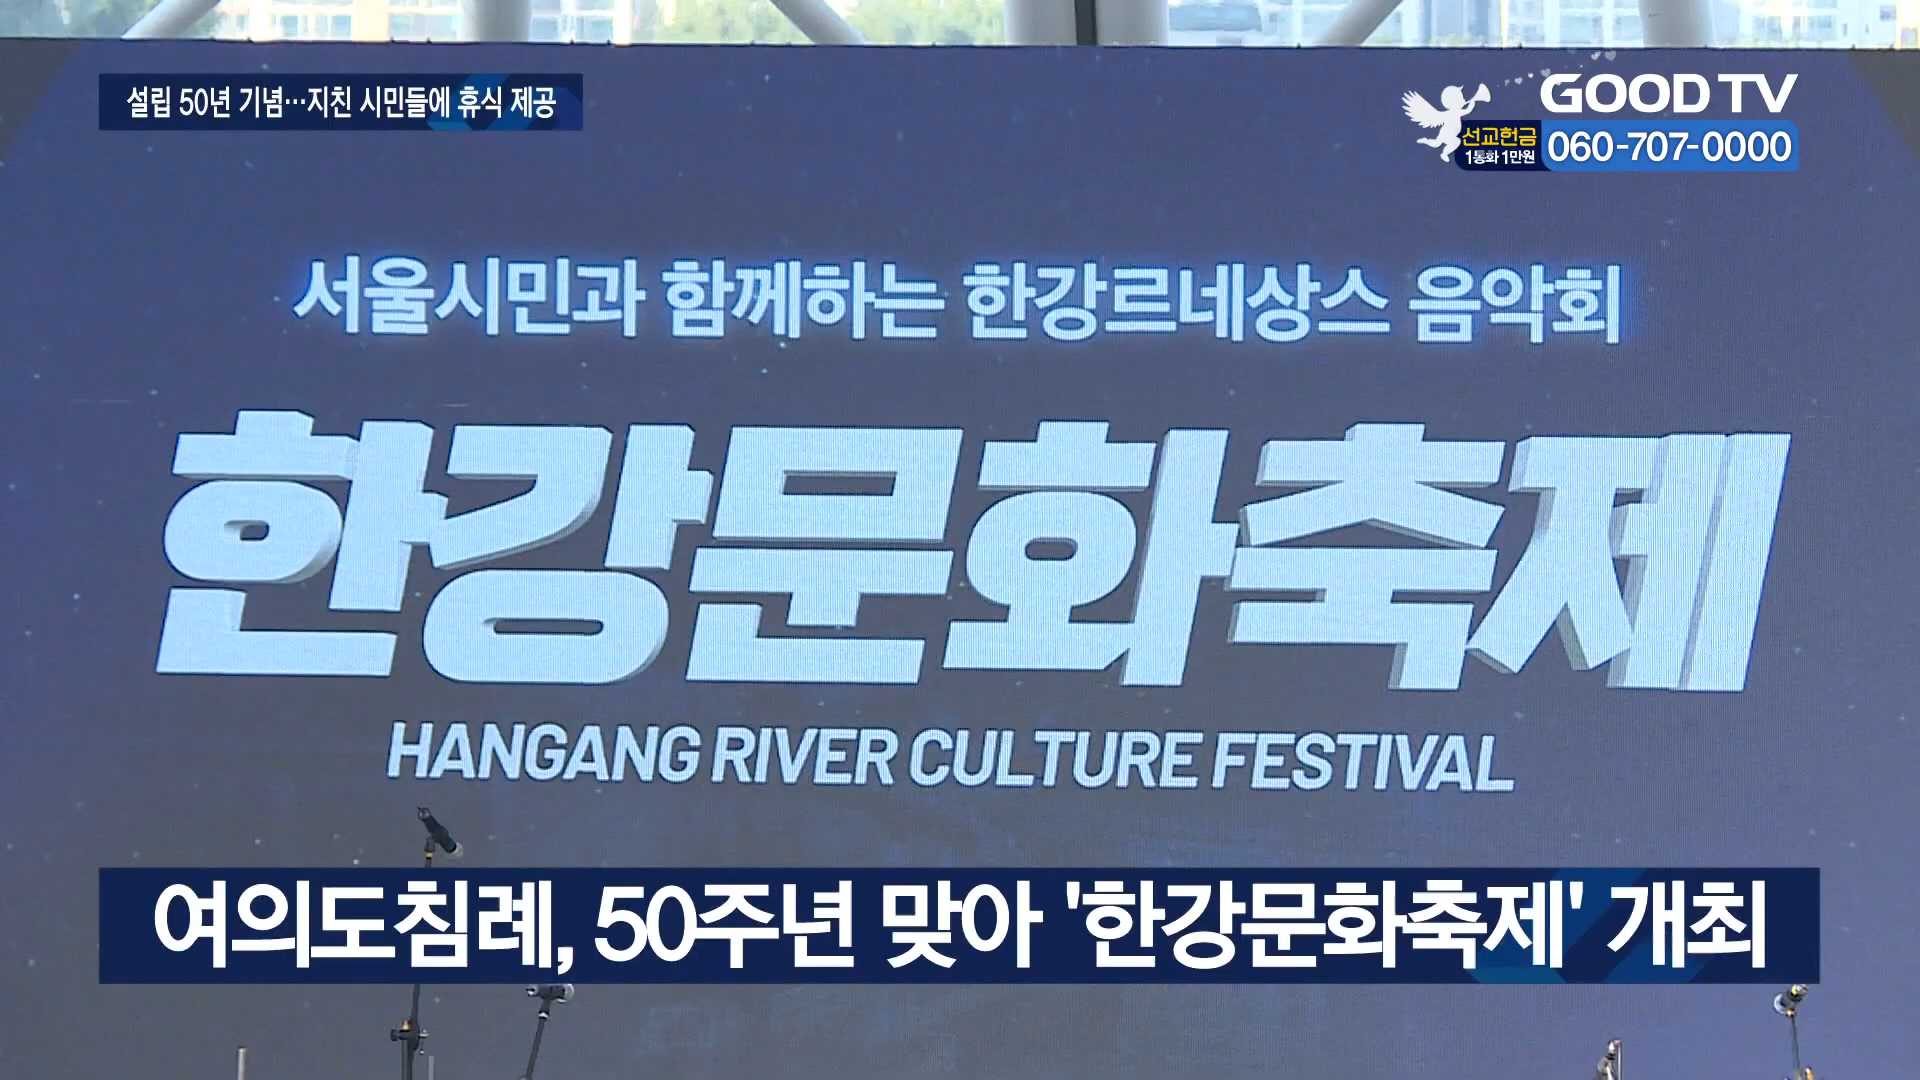 설립 50년 기념…지친 시민들에 휴식 제공
GOOD TV
선교헌금
1통화 1만원
060-707-0000
서울시민과 함께하는 한강르네상스 음악회
한강문화축제
HANGANG RIVER CULTURE FESTIVAL
여의도침례, 50주년 맞아 '한강문화축제' 개최